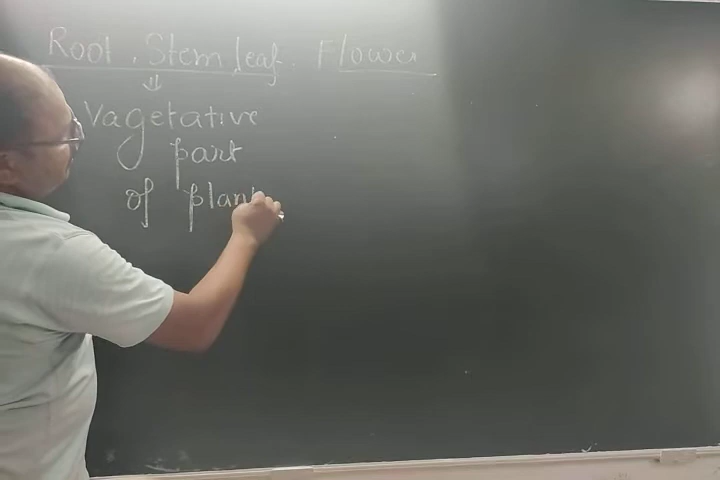 Root . Stem leaf . Flower
Vagetative
part
of plant